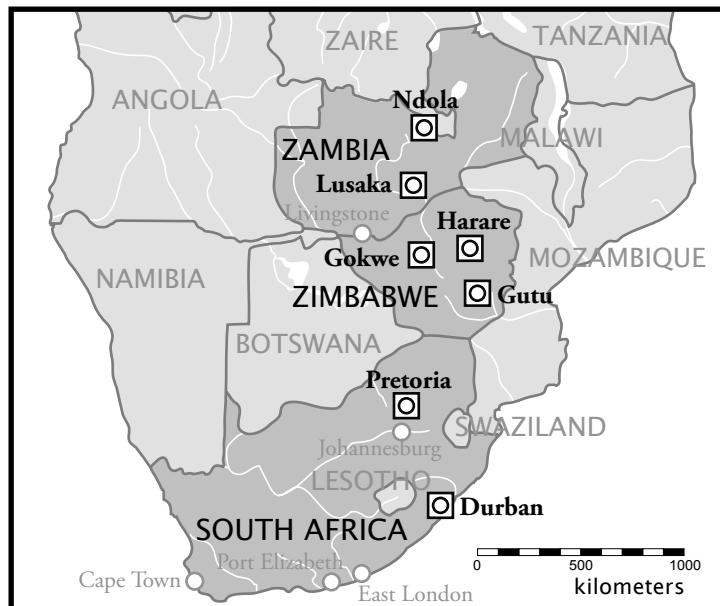 ZAIRE
TANZANIA
ANGOLA
Ndola
ZAMBIA
MALAWI
Lusaka
Livingstone
Harare
Gokwe
MOZAMBIQUE
NAMIBIA
ZIMBABWE
Gutu
BOTSWANA
Pretoria
SWAZILAND
Johannesburg
LESOTHO
Durban
SOUTH AFRICA
Port Elizabeth
0 500 1000
kilometers
Cape Town
East London